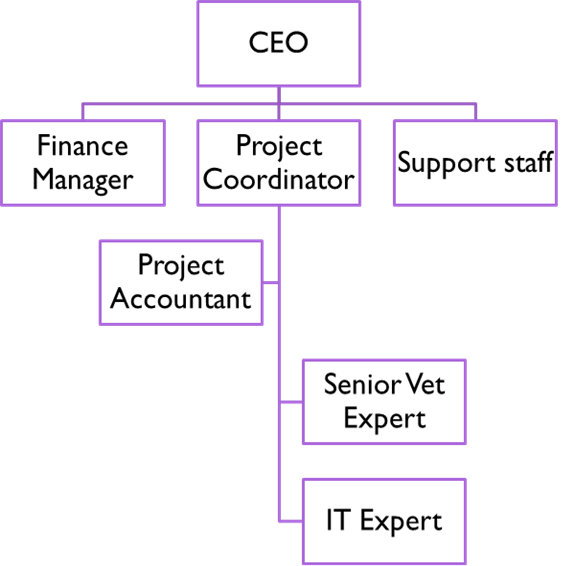 CEO
Finance
Manager
Project
Coordinator
Support staff
Project
Accountant
Senior Vet
Expert
IT Expert